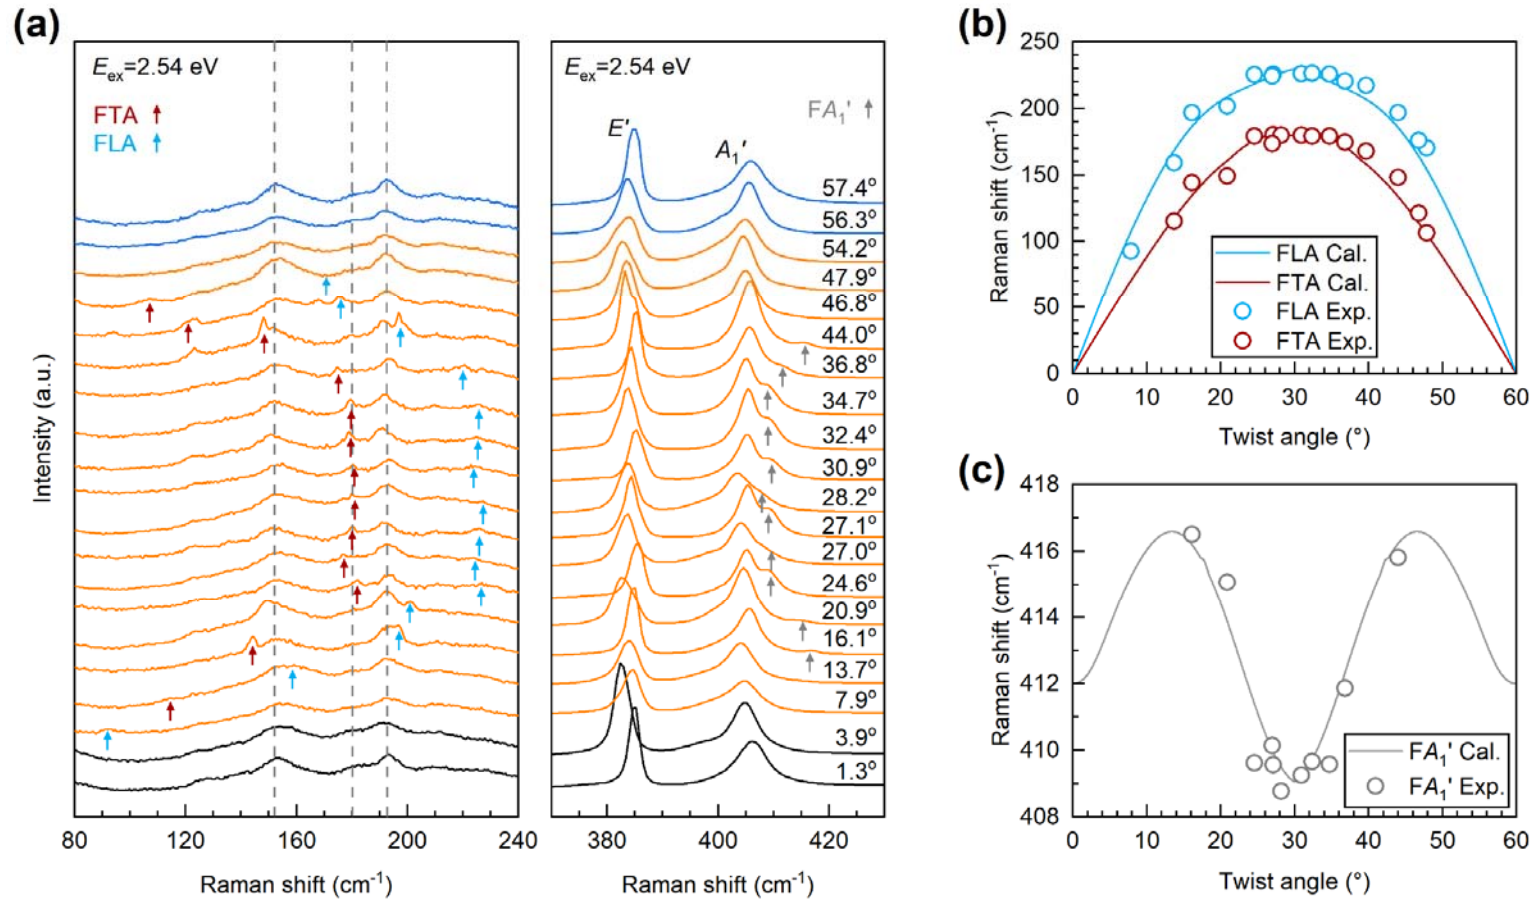 (a)
E_ex=2.54 eV
FTA ↑
FLA ↑
Intensity (a.u.)
80 120 160 200 240
Raman shift (cm⁻¹)
E_ex=2.54 eV
FA₁' ↑
E'
A₁'
57.4°
56.3°
54.2°
47.9°
46.8°
44.0°
36.8°
34.7°
32.4°
30.9°
28.2°
27.1°
27.0°
24.6°
20.9°
16.1°
13.7°
7.9°
3.9°
1.3°
380 400 420
Raman shift (cm⁻¹)
(b)
250
200
150
100
50
0
Raman shift (cm⁻¹)
FLA Cal.
FTA Cal.
FLA Exp.
FTA Exp.
0 10 20 30 40 50 60
Twist angle (°)
(c)
418
416
414
412
410
408
Raman shift (cm⁻¹)
FA₁' Cal.
FA₁' Exp.
0 10 20 30 40 50 60
Twist angle (°)